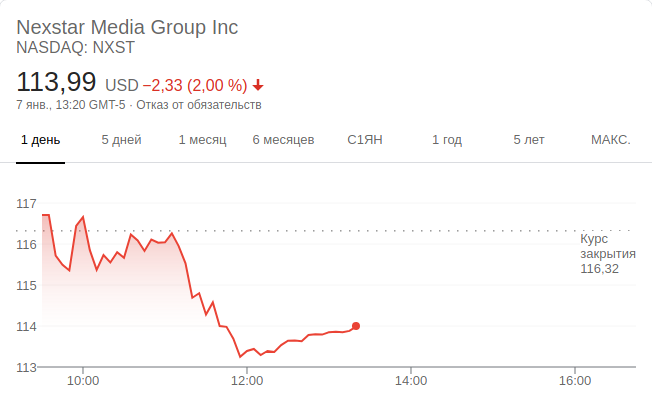 Nexstar Media Group Inc
NASDAQ: NXST
113,99 USD −2,33 (2,00 %)
7 янв., 13:20 GMT-5 · Отказ от обязательств
1 день 5 дней 1 месяц 6 месяцев С1ЯН 1 год 5 лет МАКС.
117
116
115
114
113
Курс
закрытия
116,32
10:00 12:00 14:00 16:00